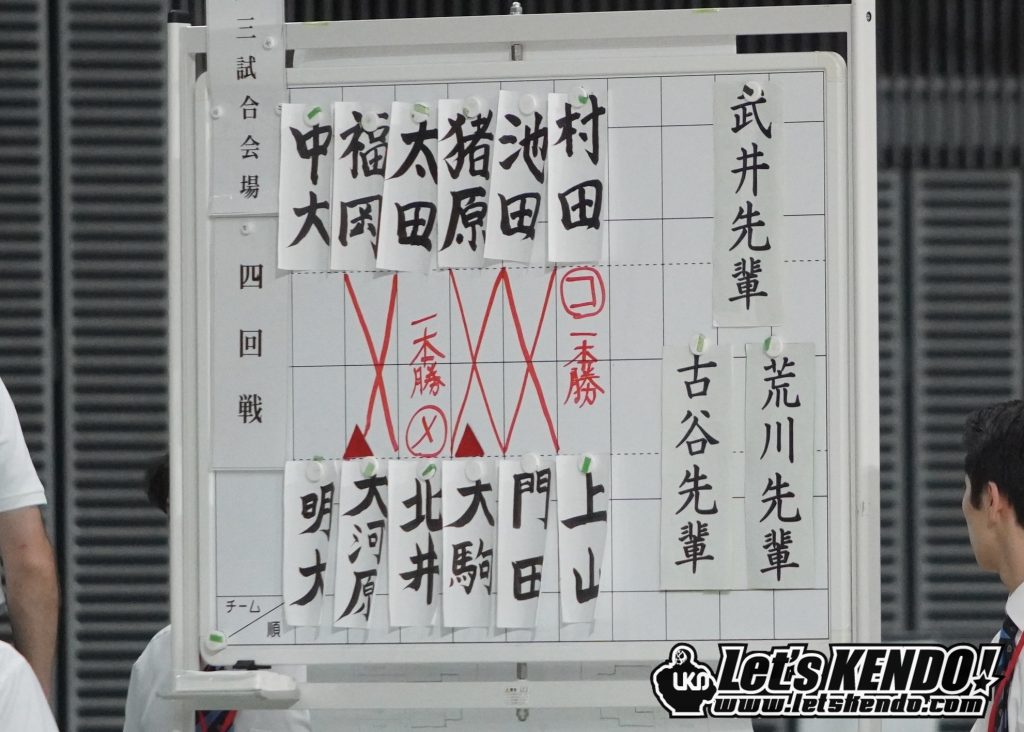 三試合会場
四回戦
中大
福岡
太田
猪原
池田
村田
コ 一本勝
一本勝 メ
明大
大河原
北井
大駒
門田
上山
武井先輩
古谷先輩
荒川先輩
チーム
順
LKD
Let's KENDO!
www.letskendo.com